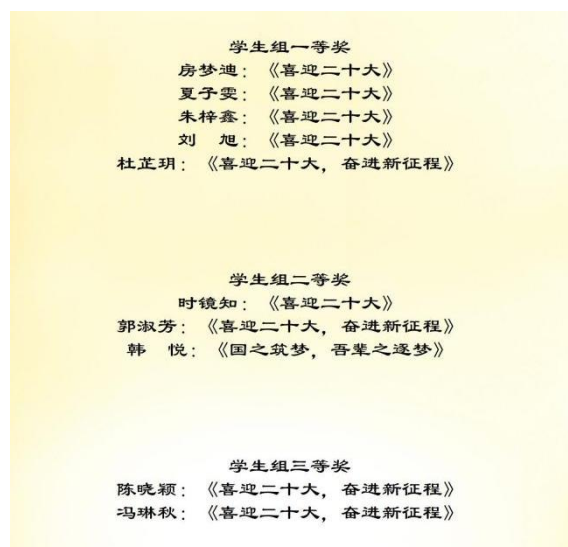 学生组一等奖
房梦迪：《喜迎二十大》
夏子雯：《喜迎二十大》
朱梓鑫：《喜迎二十大》
刘　旭：《喜迎二十大》
杜芷玥：《喜迎二十大，奋进新征程》
学生组二等奖
时镜知：《喜迎二十大》
郭淑芳：《喜迎二十大，奋进新征程》
韩　悦：《国之筑梦，吾辈之逐梦》
学生组三等奖
陈晓颖：《喜迎二十大，奋进新征程》
冯琳秋：《喜迎二十大，奋进新征程》